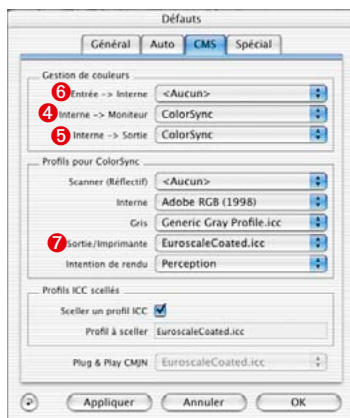 Défauts
Général Auto CMS Spécial
Gestion de couleurs
6 Entrée -> Interne <Aucun>
4 Interne -> Moniteur ColorSync
5 Interne -> Sortie ColorSync
Profils pour ColorSync
Scanner (Réflectif) <Aucun>
Interne Adobe RGB (1998)
Gris Generic Gray Profile.icc
7 Sortie/Imprimante EuroscaleCoated.icc
Intention de rendu Perception
Profils ICC scellés
Sceller un profil ICC
Profil à sceller EuroscaleCoated.icc
Plug & Play CMJN EuroscaleCoated.icc
Appliquer Annuler OK